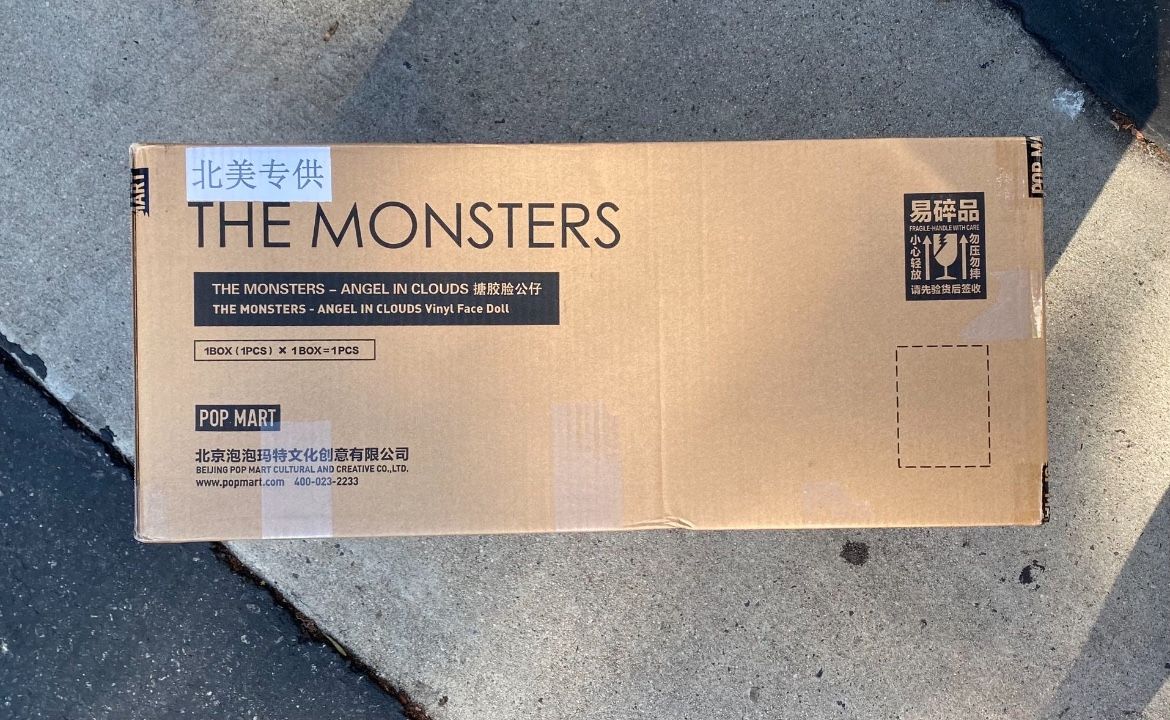 北美专供
THE MONSTERS
THE MONSTERS – ANGEL IN CLOUDS 搪胶脸公仔
THE MONSTERS - ANGEL IN CLOUDS Vinyl Face Doll
1BOX (1PCS) × 1BOX=1PCS
POP MART
北京泡泡玛特文化创意有限公司
BEIJING POP MART CULTURAL AND CREATIVE CO.,LTD.
www.popmart.com 400-023-2233
易碎品
FRAGILE-HANDLE WITH CARE
小心轻放
勿压勿摔
请先验货后签收
POP M
ART